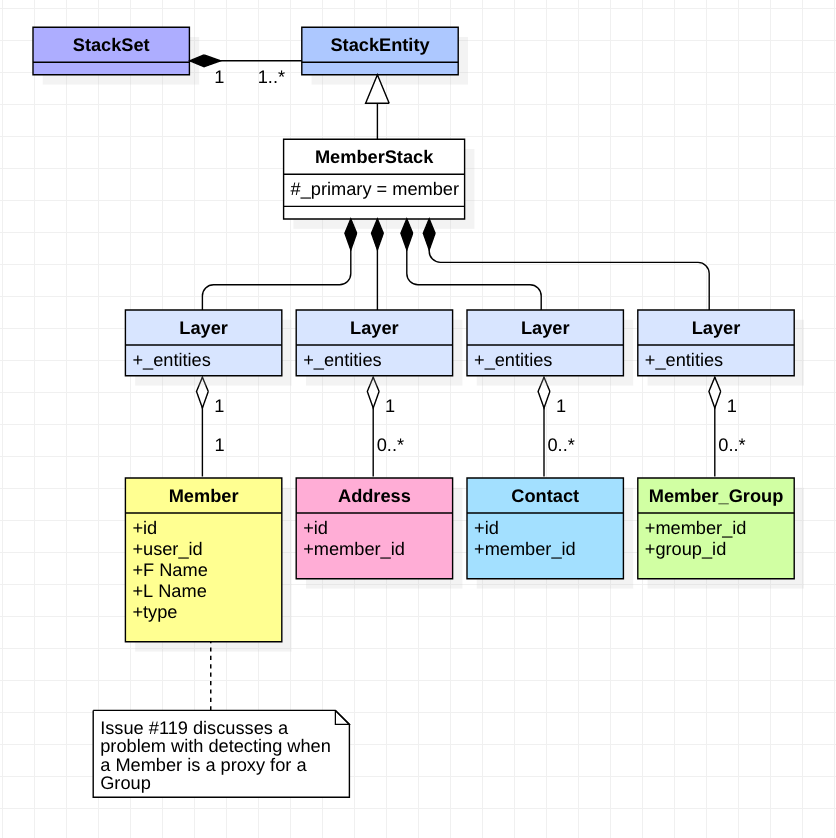 StackSet
StackEntity
1
1..*
MemberStack
#_primary = member
Layer
+_entities
Layer
+_entities
Layer
+_entities
Layer
+_entities
1
1
1
0..*
1
0..*
1
0..*
Member
+id
+user_id
+F Name
+L Name
+type
Address
+id
+member_id
Contact
+id
+member_id
Member_Group
+member_id
+group_id
Issue #119 discusses a
problem with detecting when
a Member is a proxy for a
Group